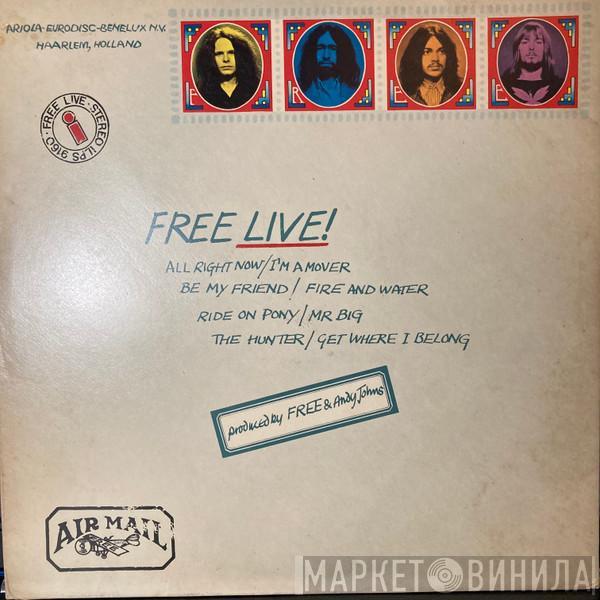 ARIOLA-EURODISC-BENELUX N.V.
HAARLEM, HOLLAND
F
R
E
E
FREE LIVE · STEREO ILPS 9160 ·
i
FREE LIVE!
ALL RIGHT NOW/I'M A MOVER
BE MY FRIEND/ FIRE AND WATER
RIDE ON PONY/MR BIG
THE HUNTER/GET WHERE I BELONG
produced by FREE & Andy Johns
AIR MAIL
МАРКЕТ ВИНИЛА